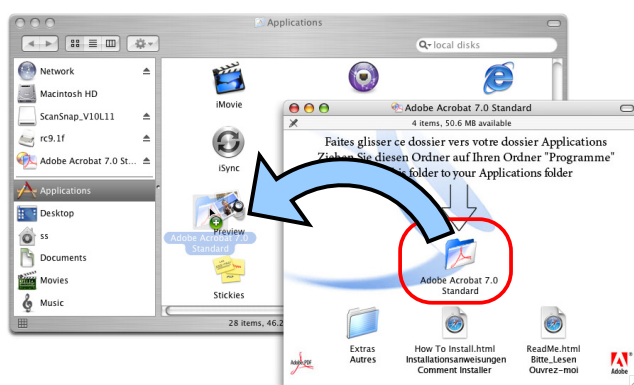 Applications
local disks
Network
Macintosh HD
ScanSnap_V10L11
rc9.1f
Adobe Acrobat 7.0 St...
Applications
Desktop
ss
Documents
Movies
Music
iMovie
iSync
Preview
Adobe Acrobat 7.0
Standard
Stickies
28 items, 46.2
Adobe Acrobat 7.0 Standard
4 items, 50.6 MB available
Faites glisser ce dossier vers votre dossier Applications
Ziehen Sie diesen Ordner auf Ihren Ordner "Programme"
is folder to your Applications folder
Adobe Acrobat 7.0
Standard
Extras
Autres
How To Install.html
Installationsanweisungen
Comment Installer
ReadMe.html
Bitte_Lesen
Ouvrez-moi
Adobe PDF
Adobe